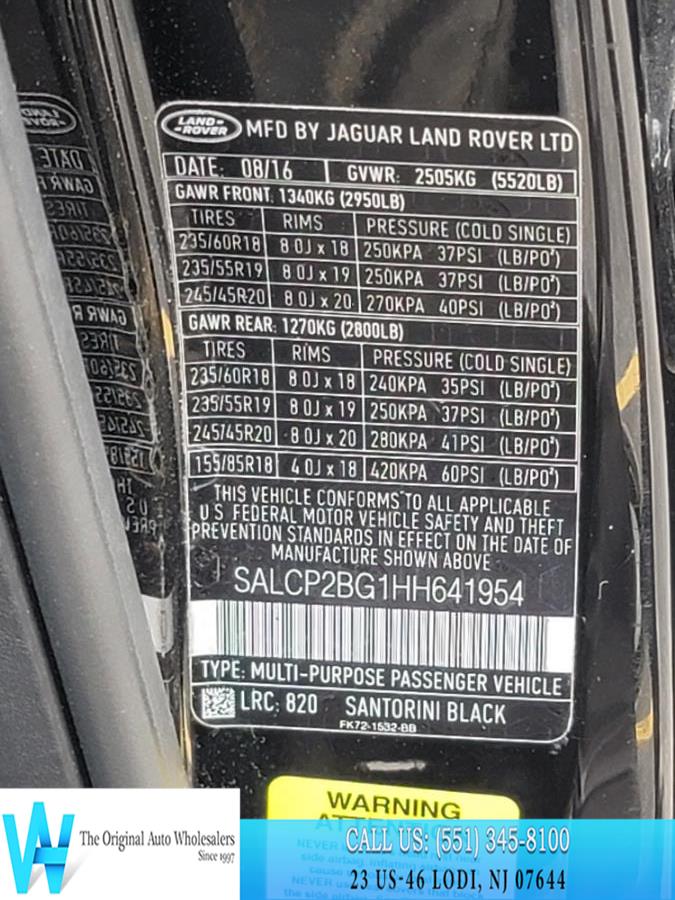 LAND-
-ROVER
MFD BY JAGUAR LAND ROVER LTD
DATE: 08/16 GVWR: 2505KG (5520LB)
GAWR FRONT: 1340KG (2950LB)
TIRES RIMS PRESSURE (COLD SINGLE)
235/60R18 8.0J x 18 250KPA 37PSI (LB/PO²)
235/55R19 8.0J x 19 250KPA 37PSI (LB/PO²)
245/45R20 8.0J x 20 270KPA 40PSI (LB/PO²)
GAWR REAR: 1270KG (2800LB)
TIRES RIMS PRESSURE (COLD SINGLE)
235/60R18 8.0J x 18 240KPA 35PSI (LB/PO²)
235/55R19 8.0J x 19 250KPA 37PSI (LB/PO²)
245/45R20 8.0J x 20 280KPA 41PSI (LB/PO²)
155/85R18 4.0J x 18 420KPA 60PSI (LB/PO²)
THIS VEHICLE CONFORMS TO ALL APPLICABLE
U.S. FEDERAL MOTOR VEHICLE SAFETY AND THEFT
PREVENTION STANDARDS IN EFFECT ON THE DATE OF
MANUFACTURE SHOWN ABOVE
SALCP2BG1HH641954
TYPE: MULTI-PURPOSE PASSENGER VEHICLE
LRC: 820 SANTORINI BLACK
FK72-1532-BB
WARNING
ATTENTION
The Original Auto Wholesalers
Since 1997
CALL US: (551) 345-8100
23 US-46 LODI, NJ 07644